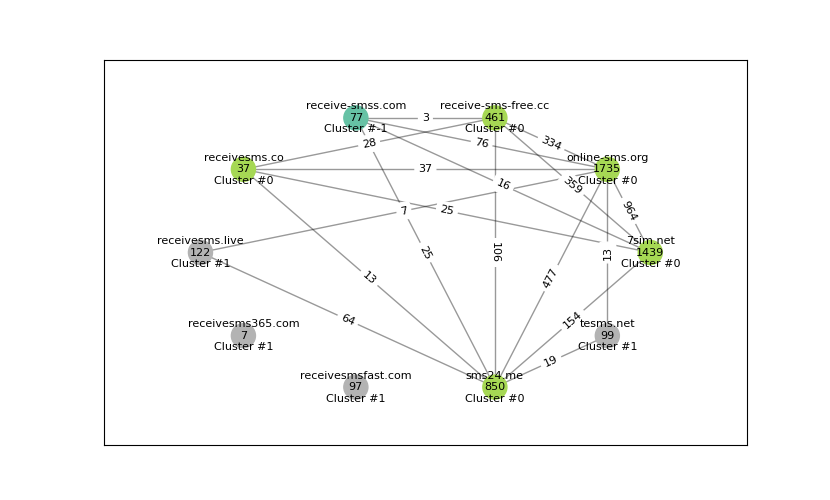 receive-smss.com
77
Cluster #-1
receive-sms-free.cc
461
Cluster #0
3
28
76
334
receivesms.co
37
Cluster #0
37
online-sms.org
1735
Cluster #0
16
359
7
25
964
receivesms.live
122
Cluster #1
25
106
13
7sim.net
1439
Cluster #0
13
477
64
154
receivesms365.com
7
Cluster #1
tesms.net
99
Cluster #1
19
receivesmsfast.com
97
Cluster #1
sms24.me
850
Cluster #0